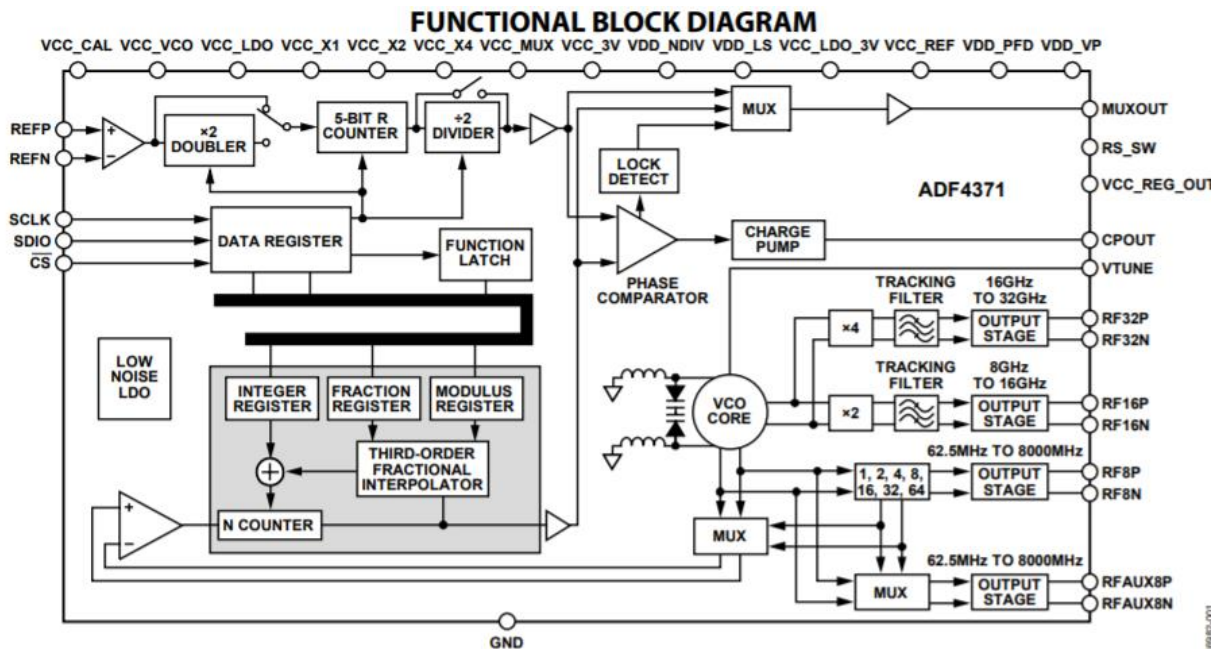 FUNCTIONAL BLOCK DIAGRAM
VCC_CAL VCC_VCO VCC_LDO VCC_X1 VCC_X2 VCC_X4 VCC_MUX VCC_3V VDD_NDIV VDD_LS VCC_LDO_3V VCC_REF VDD_PFD VDD_VP
REFP
REFN
+
−
×2
DOUBLER
5-BIT R
COUNTER
÷2
DIVIDER
MUX
MUXOUT
RS_SW
VCC_REG_OUT
LOCK
DETECT
ADF4371
SCLK
SDIO
CS
DATA REGISTER
FUNCTION
LATCH
CHARGE
PUMP
CPOUT
PHASE
COMPARATOR
VTUNE
TRACKING
FILTER
16GHz
TO 32GHz
×4
OUTPUT
STAGE
RF32P
RF32N
LOW
NOISE
LDO
INTEGER
REGISTER
FRACTION
REGISTER
MODULUS
REGISTER
VCO
CORE
TRACKING
FILTER
8GHz
TO 16GHz
×2
OUTPUT
STAGE
RF16P
RF16N
THIRD-ORDER
FRACTIONAL
INTERPOLATOR
+
62.5MHz TO 8000MHz
1, 2, 4, 8,
16, 32, 64
OUTPUT
STAGE
RF8P
RF8N
+
−
N COUNTER
MUX
62.5MHz TO 8000MHz
MUX
OUTPUT
STAGE
RFAUX8P
RFAUX8N
GND